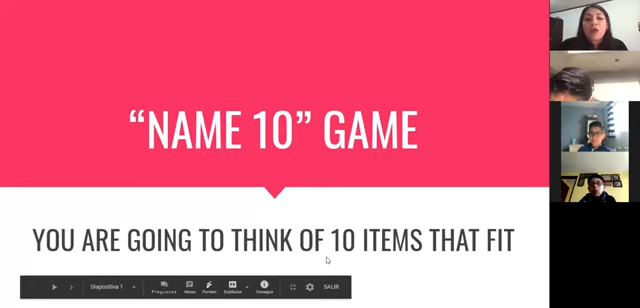 “NAME 10” GAME
YOU ARE GOING TO THINK OF 10 ITEMS THAT FIT
Diapositiva 1
Preguntas
Notas
Puntero
Subtítulos
Consejos
SALIR